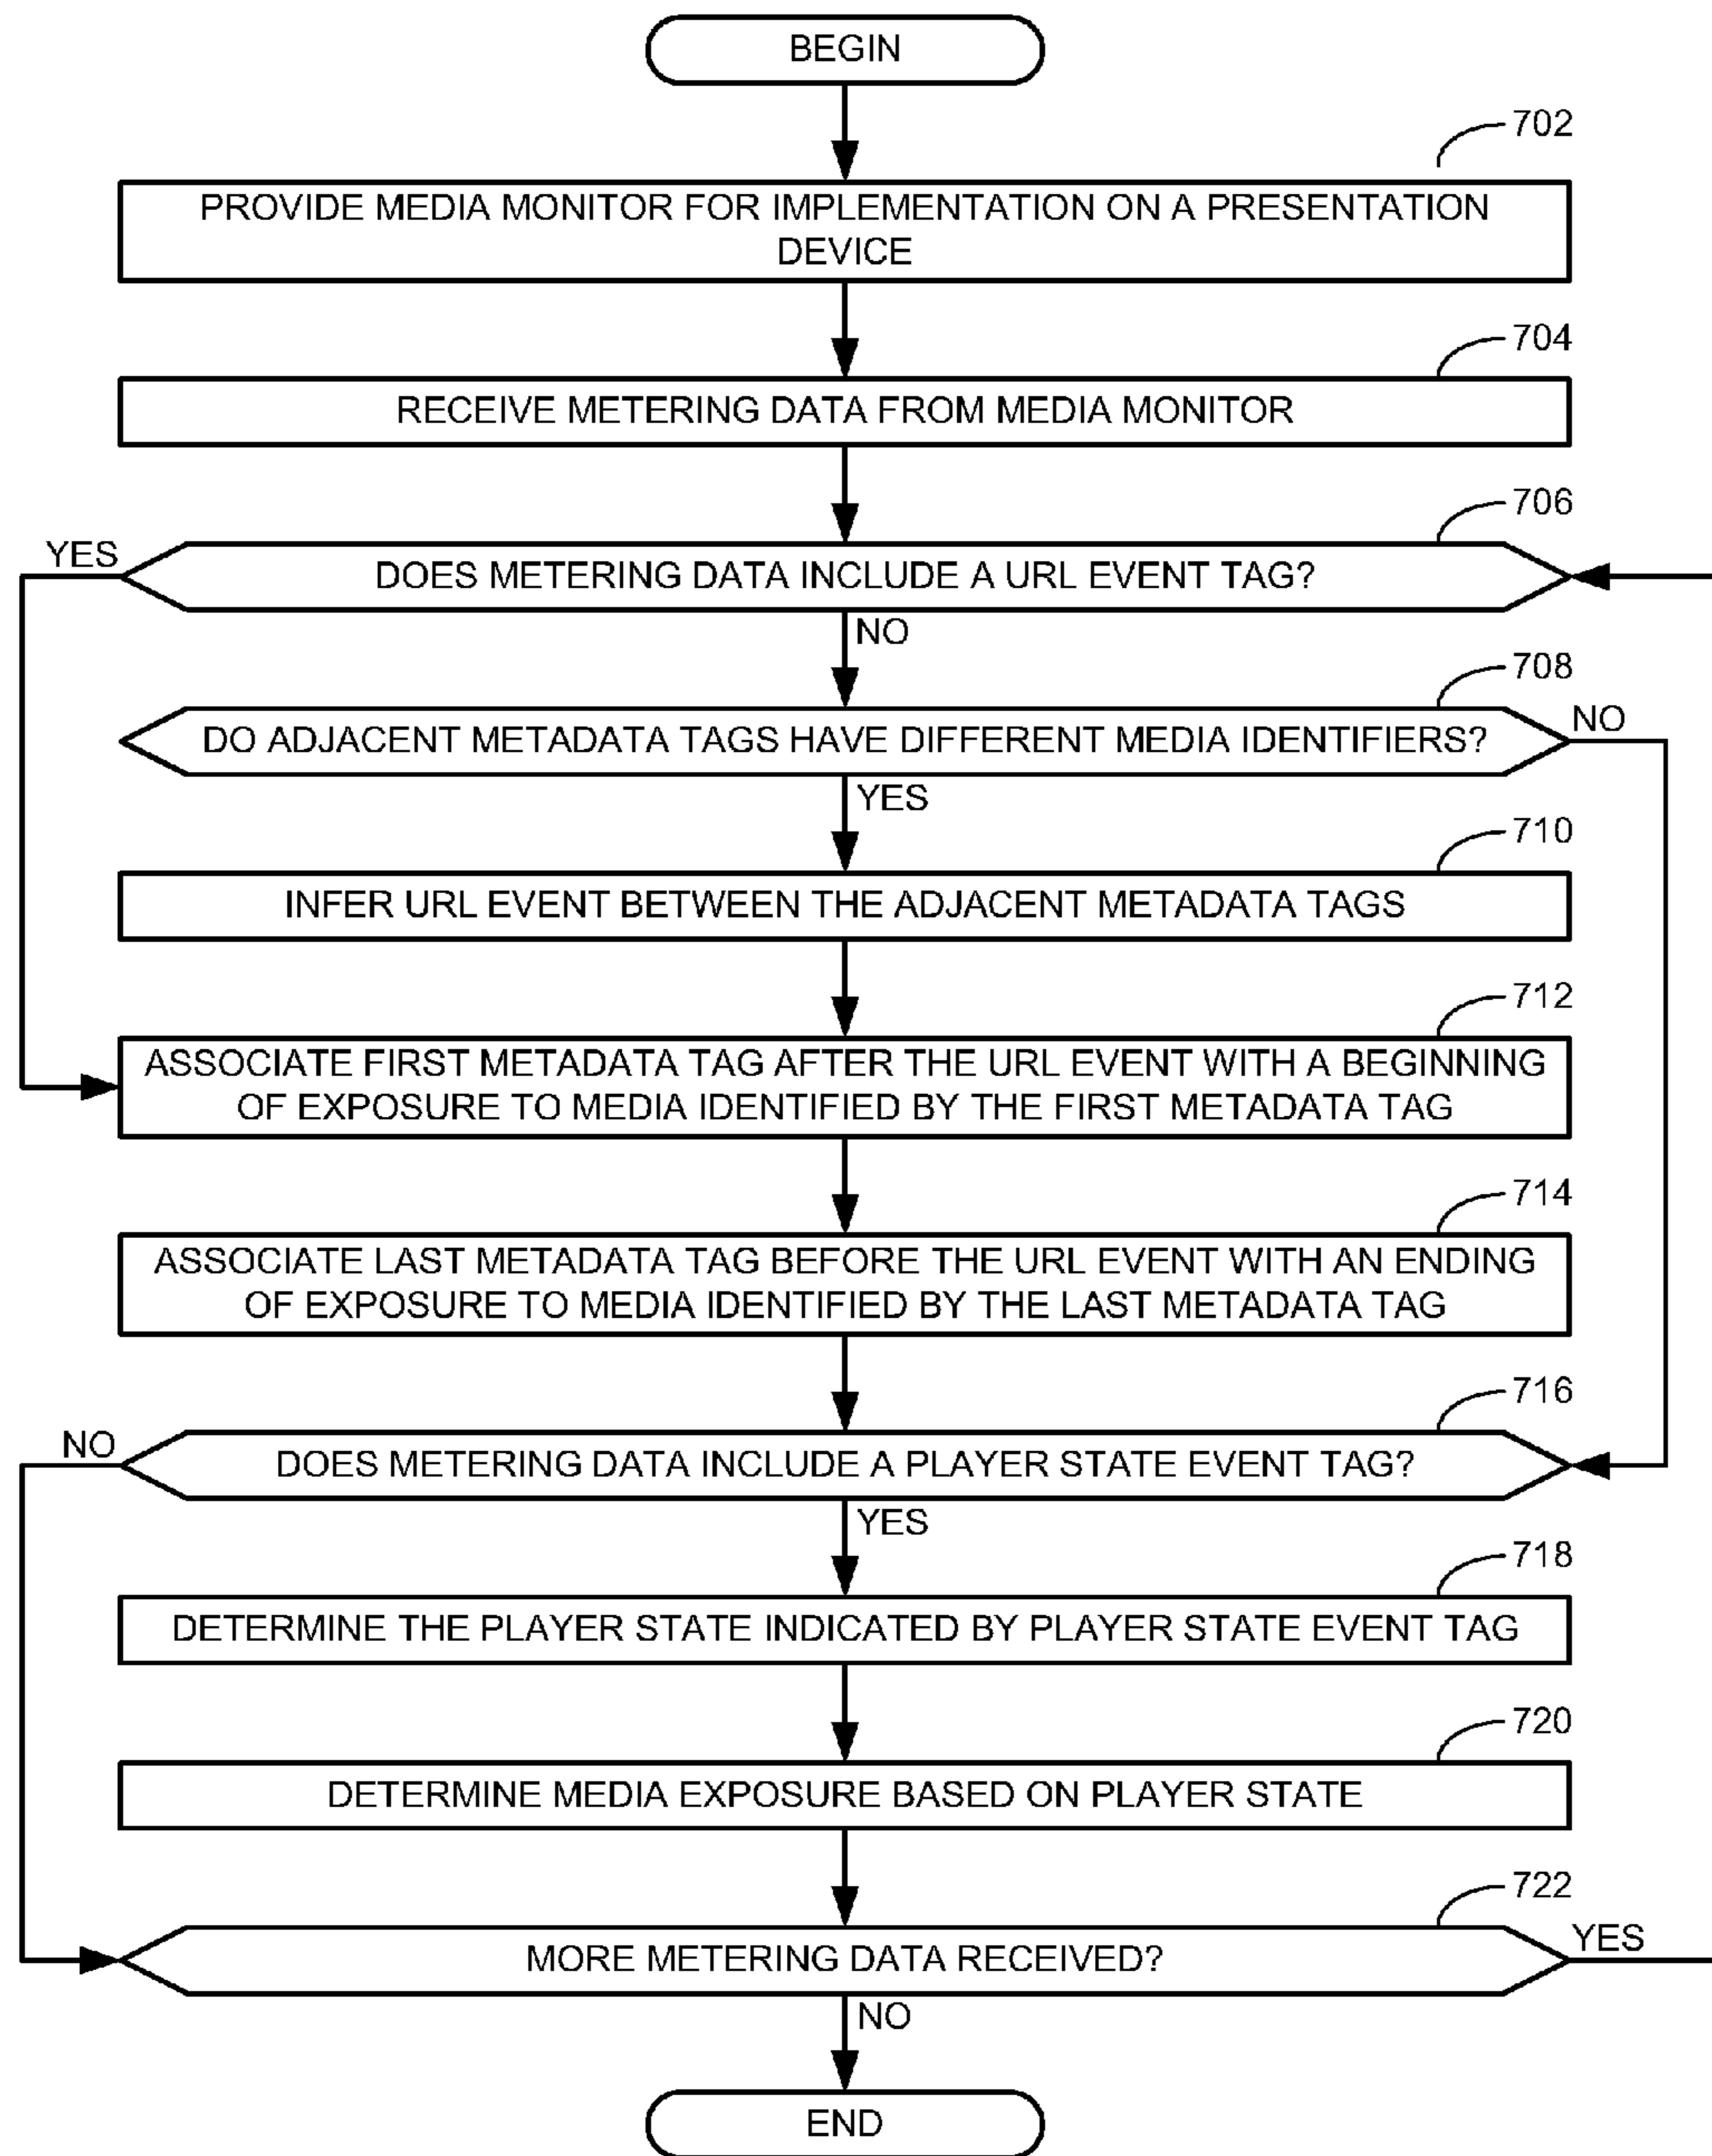 BEGIN
702
PROVIDE MEDIA MONITOR FOR IMPLEMENTATION ON A PRESENTATION
DEVICE
704
RECEIVE METERING DATA FROM MEDIA MONITOR
706
YES
DOES METERING DATA INCLUDE A URL EVENT TAG?
NO
708
DO ADJACENT METADATA TAGS HAVE DIFFERENT MEDIA IDENTIFIERS?
NO
YES
710
INFER URL EVENT BETWEEN THE ADJACENT METADATA TAGS
712
ASSOCIATE FIRST METADATA TAG AFTER THE URL EVENT WITH A BEGINNING
OF EXPOSURE TO MEDIA IDENTIFIED BY THE FIRST METADATA TAG
714
ASSOCIATE LAST METADATA TAG BEFORE THE URL EVENT WITH AN ENDING
OF EXPOSURE TO MEDIA IDENTIFIED BY THE LAST METADATA TAG
716
NO
DOES METERING DATA INCLUDE A PLAYER STATE EVENT TAG?
YES
718
DETERMINE THE PLAYER STATE INDICATED BY PLAYER STATE EVENT TAG
720
DETERMINE MEDIA EXPOSURE BASED ON PLAYER STATE
722
MORE METERING DATA RECEIVED?
YES
NO
END